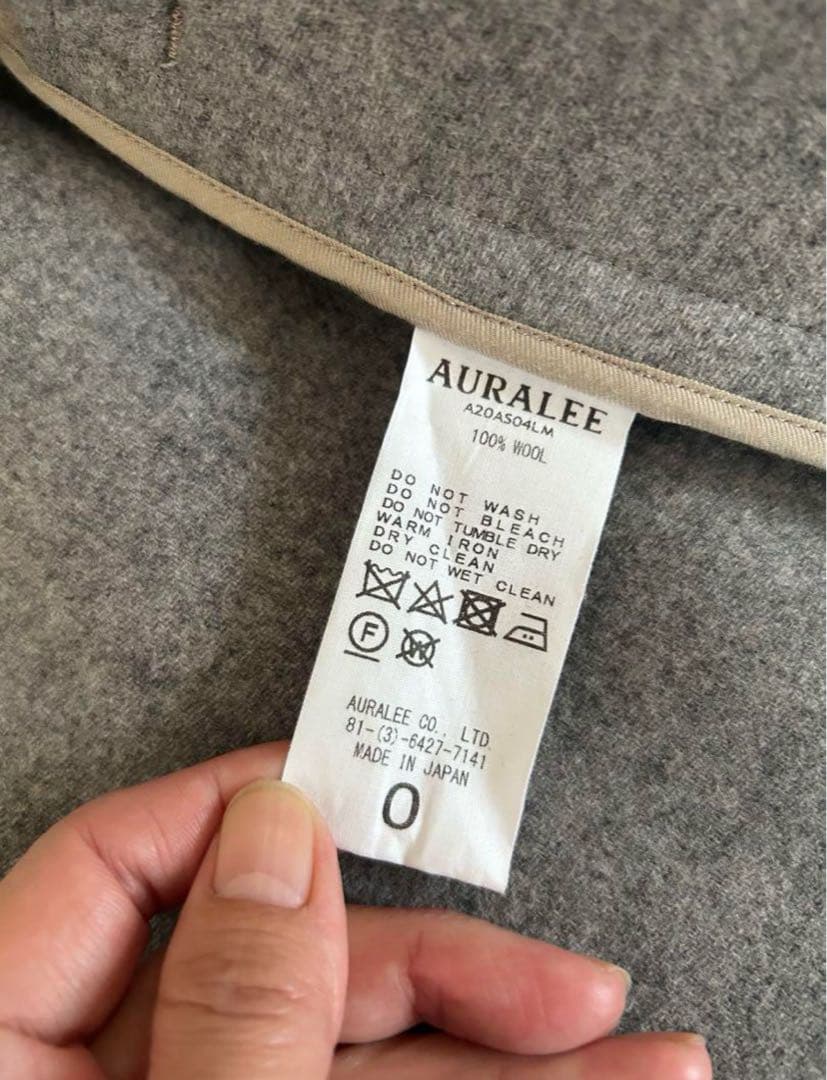 AURALEE
A20AS04LM
100% WOOL
DO NOT WASH
DO NOT BLEACH
DO NOT TUMBLE DRY
WARM IRON
DRY CLEAN
DO NOT WET CLEAN
F
W
AURALEE CO., LTD.
81-(3)-6427-7141
MADE IN JAPAN
0